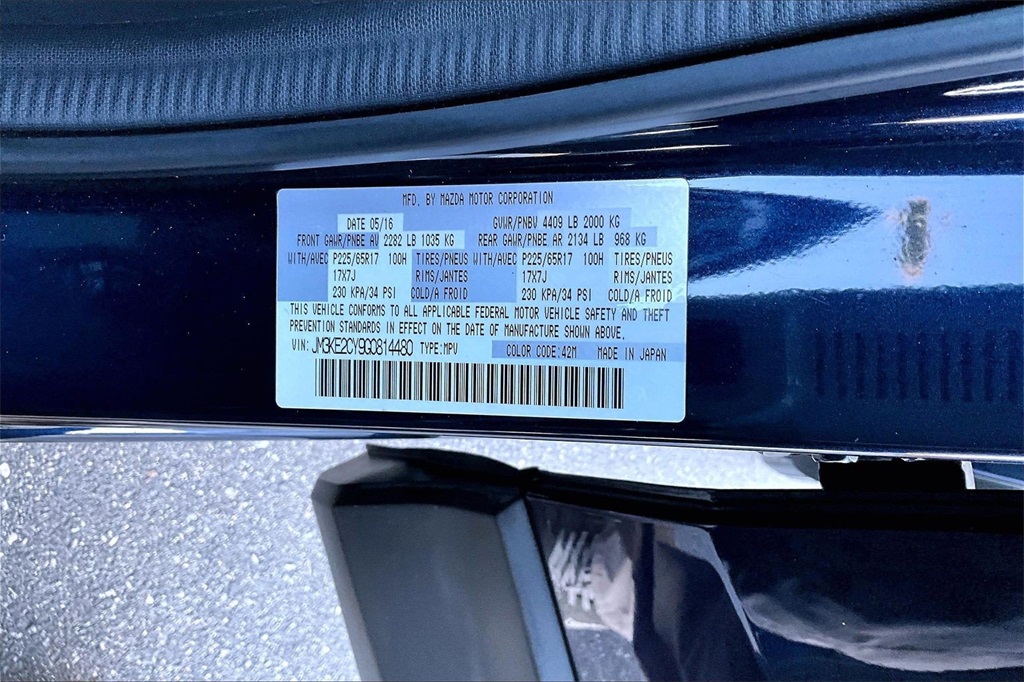 MFD. BY MAZDA MOTOR CORPORATION
DATE 05/16 GVWR/PNBV 4409 LB 2000 KG
FRONT GAWR/PNBE AV 2282 LB 1035 KG REAR GAWR/PNBE AR 2134 LB 968 KG
WITH/AVEC P225/65R17 100H TIRES/PNEUS WITH/AVEC P225/65R17 100H TIRES/PNEUS
17X7J RIMS/JANTES 17X7J RIMS/JANTES
230 KPA/34 PSI COLD/A FROID 230 KPA/34 PSI COLD/A FROID
THIS VEHICLE CONFORMS TO ALL APPLICABLE FEDERAL MOTOR VEHICLE SAFETY AND THEFT
PREVENTION STANDARDS IN EFFECT ON THE DATE OF MANUFACTURE SHOWN ABOVE.
VIN: JM3KE2CY9G0814480 TYPE:MPV COLOR CODE:42M MADE IN JAPAN